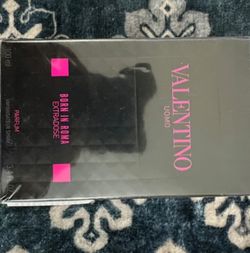 VALENTINO
UOMO
BORN IN ROMA
EXTRADOSE
PARFUM